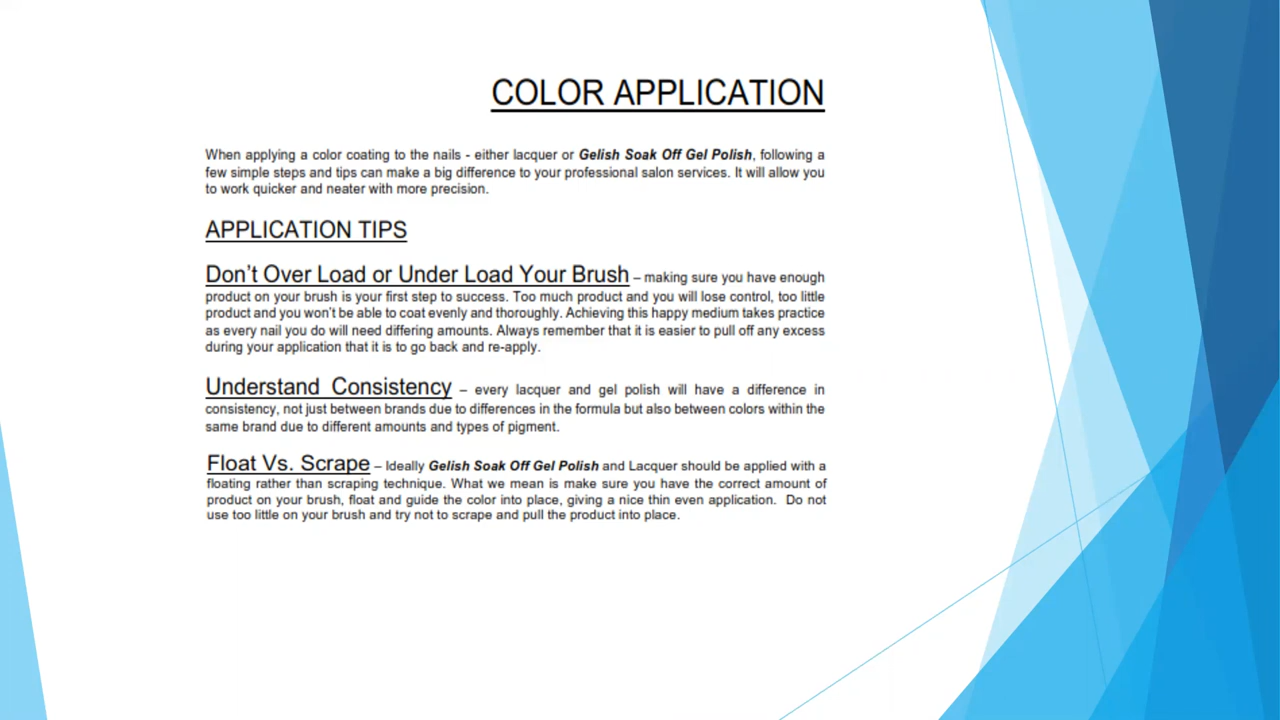 COLOR APPLICATION
When applying a color coating to the nails - either lacquer or Gelish Soak Off Gel Polish, following a
few simple steps and tips can make a big difference to your professional salon services. It will allow you
to work quicker and neater with more precision.
APPLICATION TIPS
Don't Over Load or Under Load Your Brush – making sure you have enough
product on your brush is your first step to success. Too much product and you will lose control, too little
product and you won't be able to coat evenly and thoroughly. Achieving this happy medium takes practice
as every nail you do will need differing amounts. Always remember that it is easier to pull off any excess
during your application that it is to go back and re-apply.
Understand Consistency – every lacquer and gel polish will have a difference in
consistency, not just between brands due to differences in the formula but also between colors within the
same brand due to different amounts and types of pigment.
Float Vs. Scrape – Ideally Gelish Soak Off Gel Polish and Lacquer should be applied with a
floating rather than scraping technique. What we mean is make sure you have the correct amount of
product on your brush, float and guide the color into place, giving a nice thin even application. Do not
use too little on your brush and try not to scrape and pull the product into place.